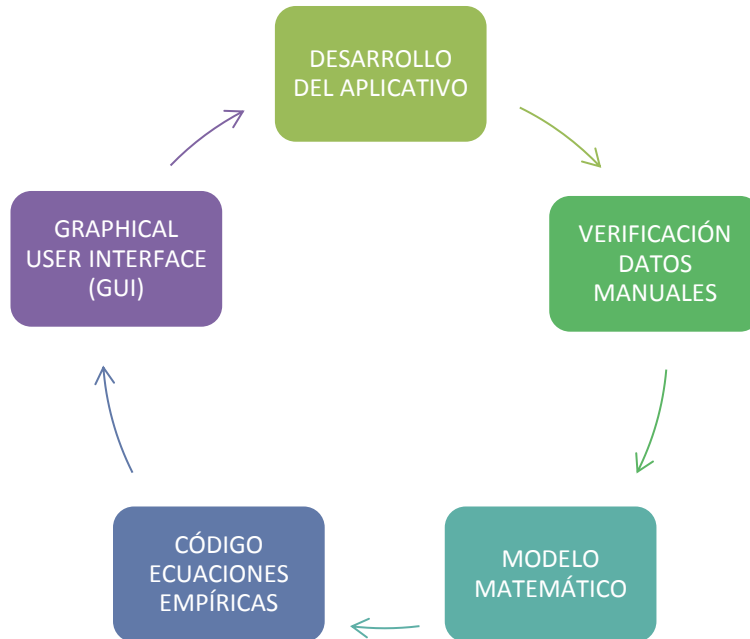 DESARROLLO
DEL APLICATIVO
VERIFICACIÓN
DATOS
MANUALES
MODELO
MATEMÁTICO
CÓDIGO
ECUACIONES
EMPÍRICAS
GRAPHICAL
USER INTERFACE
(GUI)